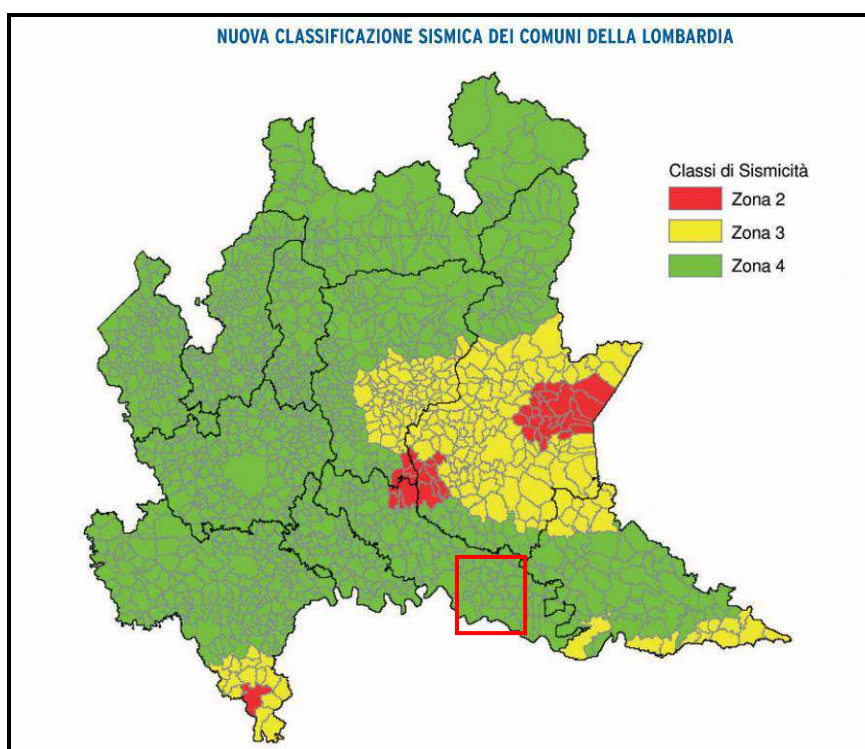 NUOVA CLASSIFICAZIONE SISMICA DEI COMUNI DELLA LOMBARDIA
Classi di Sismicità
Zona 2
Zona 3
Zona 4